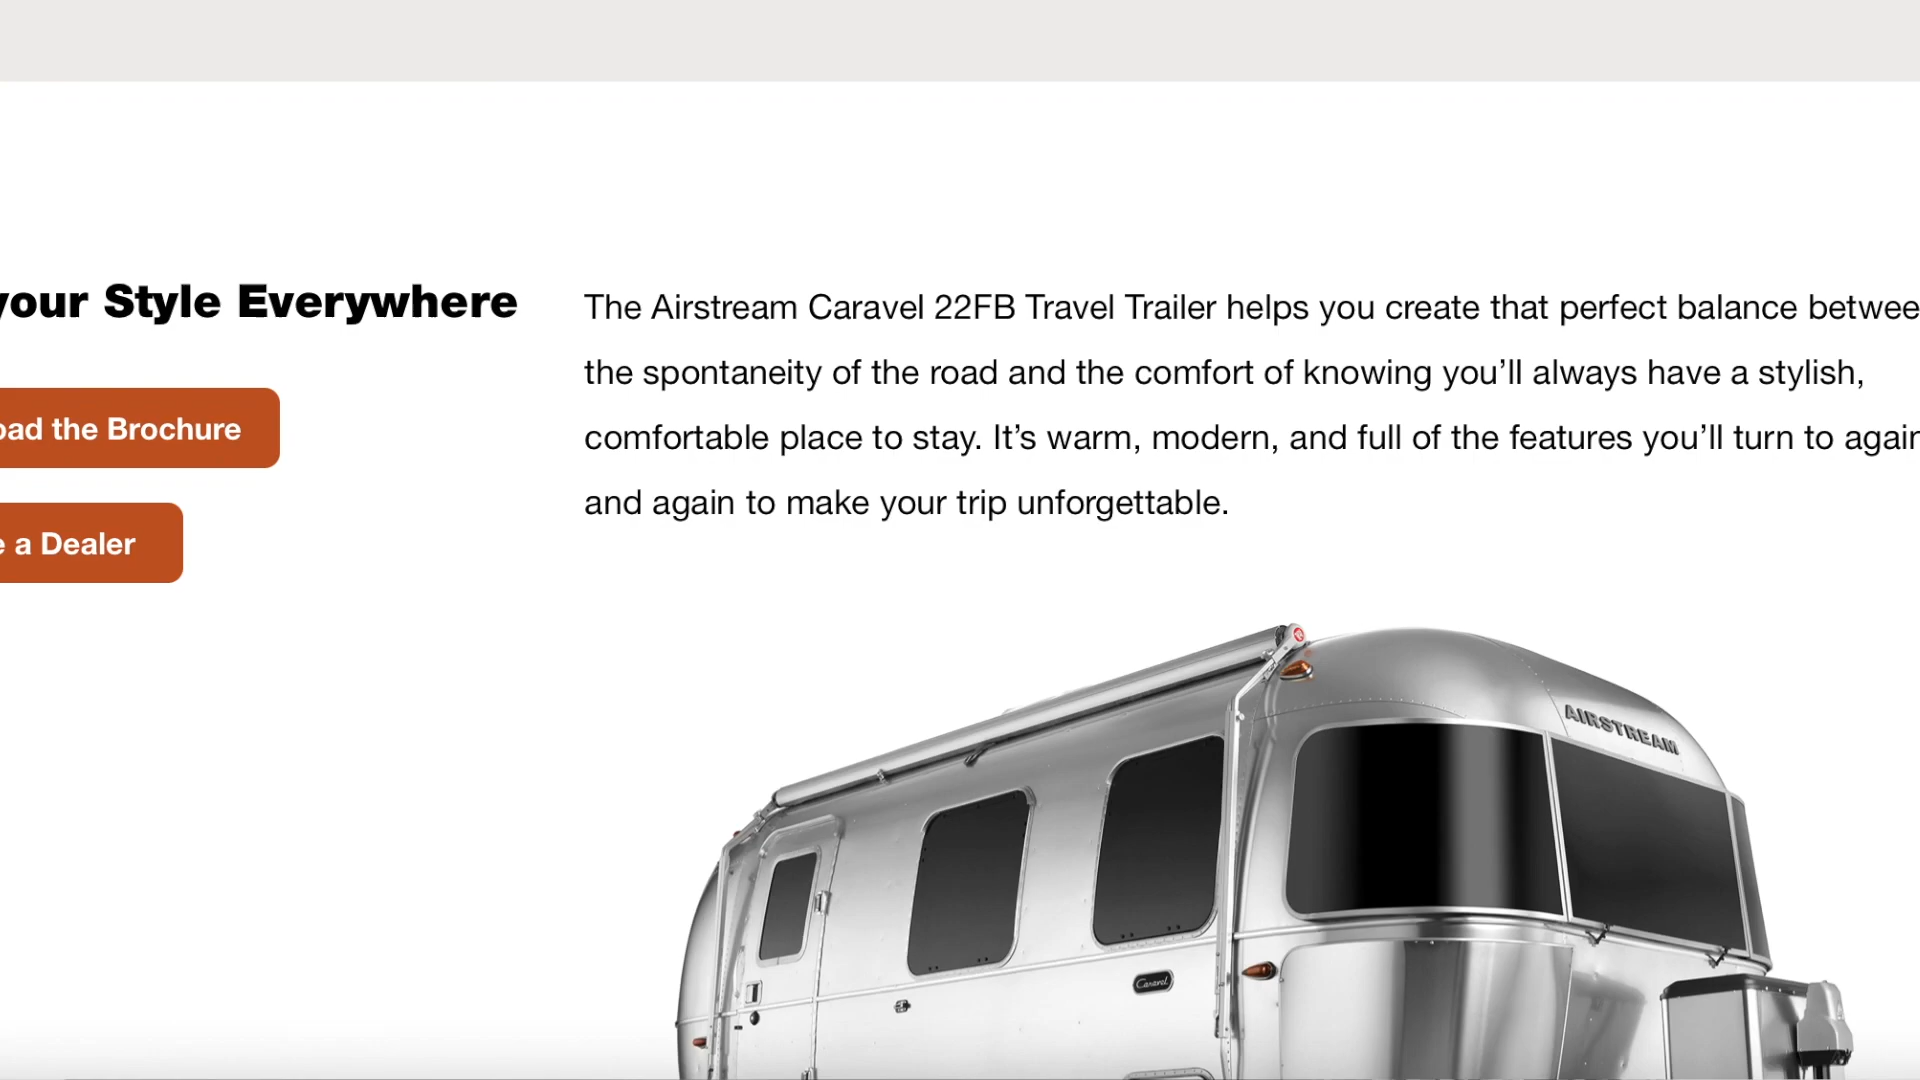 your Style Everywhere
the Brochure
a Dealer
The Airstream Caravel 22FB Travel Trailer helps you create that perfect balance
the spontaneity of the road and the comfort of knowing you’ll always have a stylish,
comfortable place to stay. It’s warm, modern, and full of the features you’ll turn to again
and again to make your trip unforgettable.
AIRSTREAM
Caravel